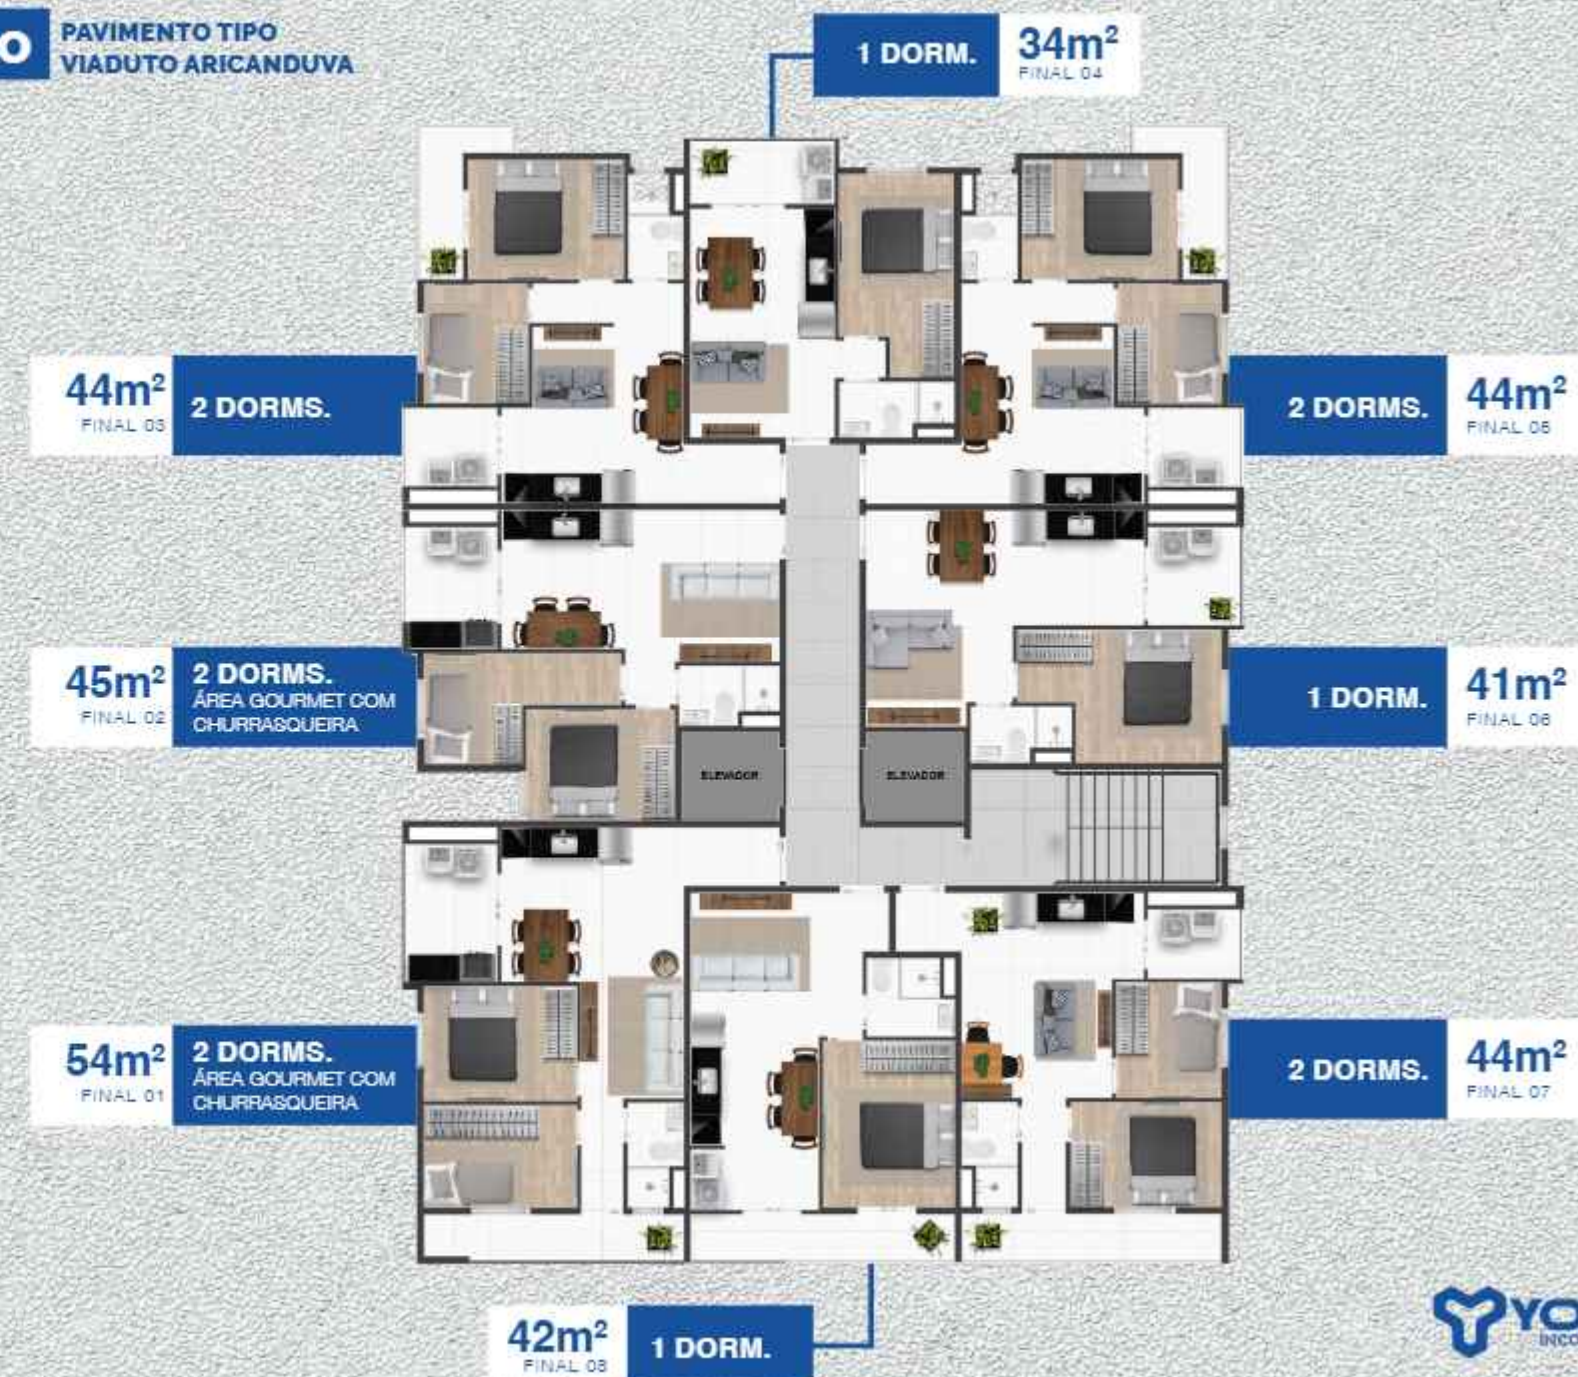 O
PAVIMENTO TIPO
VIADUTO ARICANDUVA
1 DORM.
34m²
FINAL 04
44m²
FINAL 03
2 DORMS.
2 DORMS.
44m²
FINAL 05
45m²
FINAL 02
2 DORMS.
ÁREA GOURMET COM
CHURRASQUEIRA
1 DORM.
41m²
FINAL 06
ELEVADOR
ELEVADOR
54m²
FINAL 01
2 DORMS.
ÁREA GOURMET COM
CHURRASQUEIRA
2 DORMS.
44m²
FINAL 07
42m²
FINAL 08
1 DORM.
YO
INCO